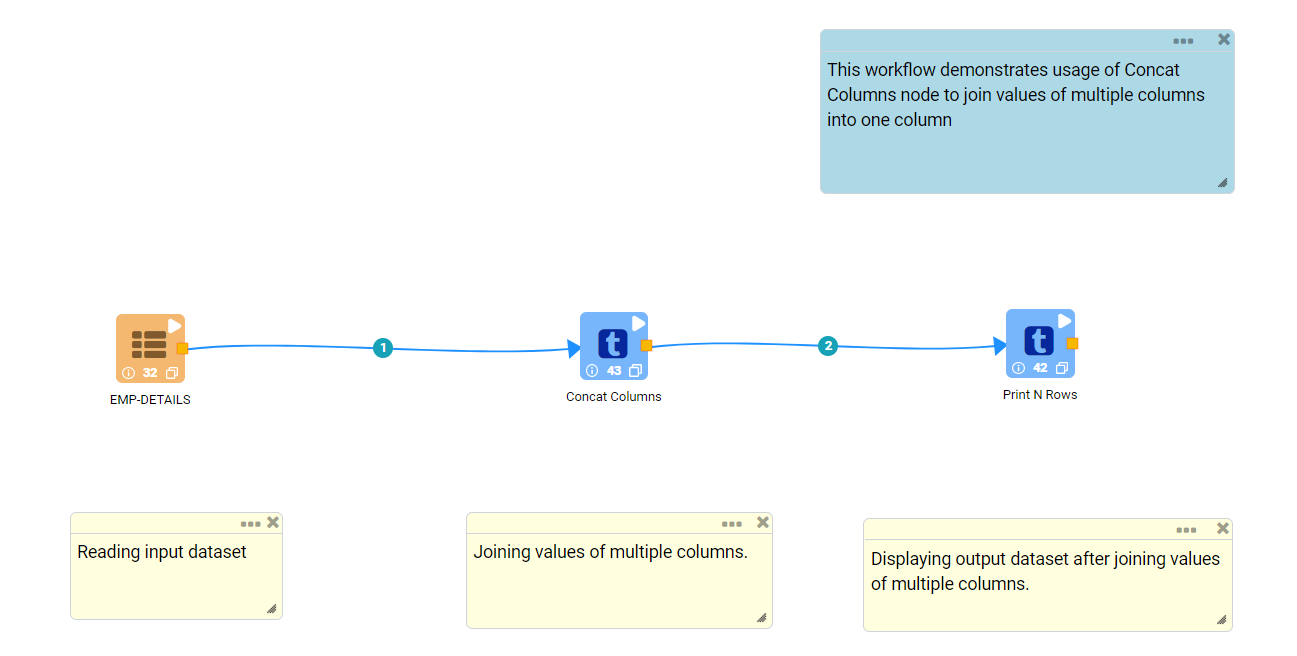 This workflow demonstrates usage of Concat
Columns node to join values of multiple columns
into one column
1
2
t
t
32
43
42
EMP-DETAILS
Concat Columns
Print N Rows
Reading input dataset
Joining values of multiple columns.
Displaying output dataset after joining values
of multiple columns.